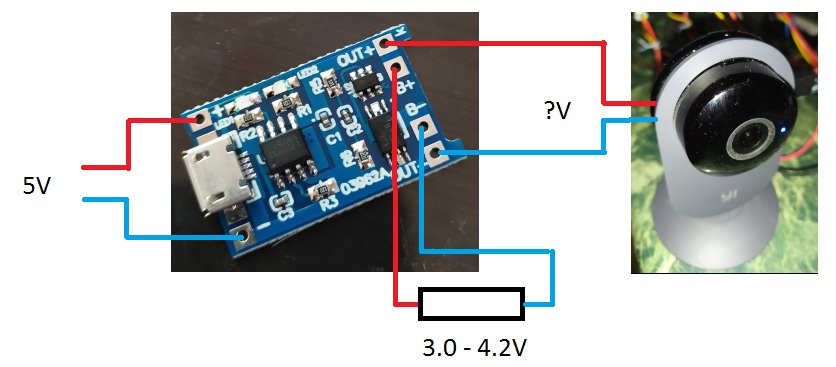 OUT+
K
+
LED2
LED1
R2
R1
B+
B-
C1
C2
03962A
OUT-
C3
R3
-
5V
?V
3.0 - 4.2V